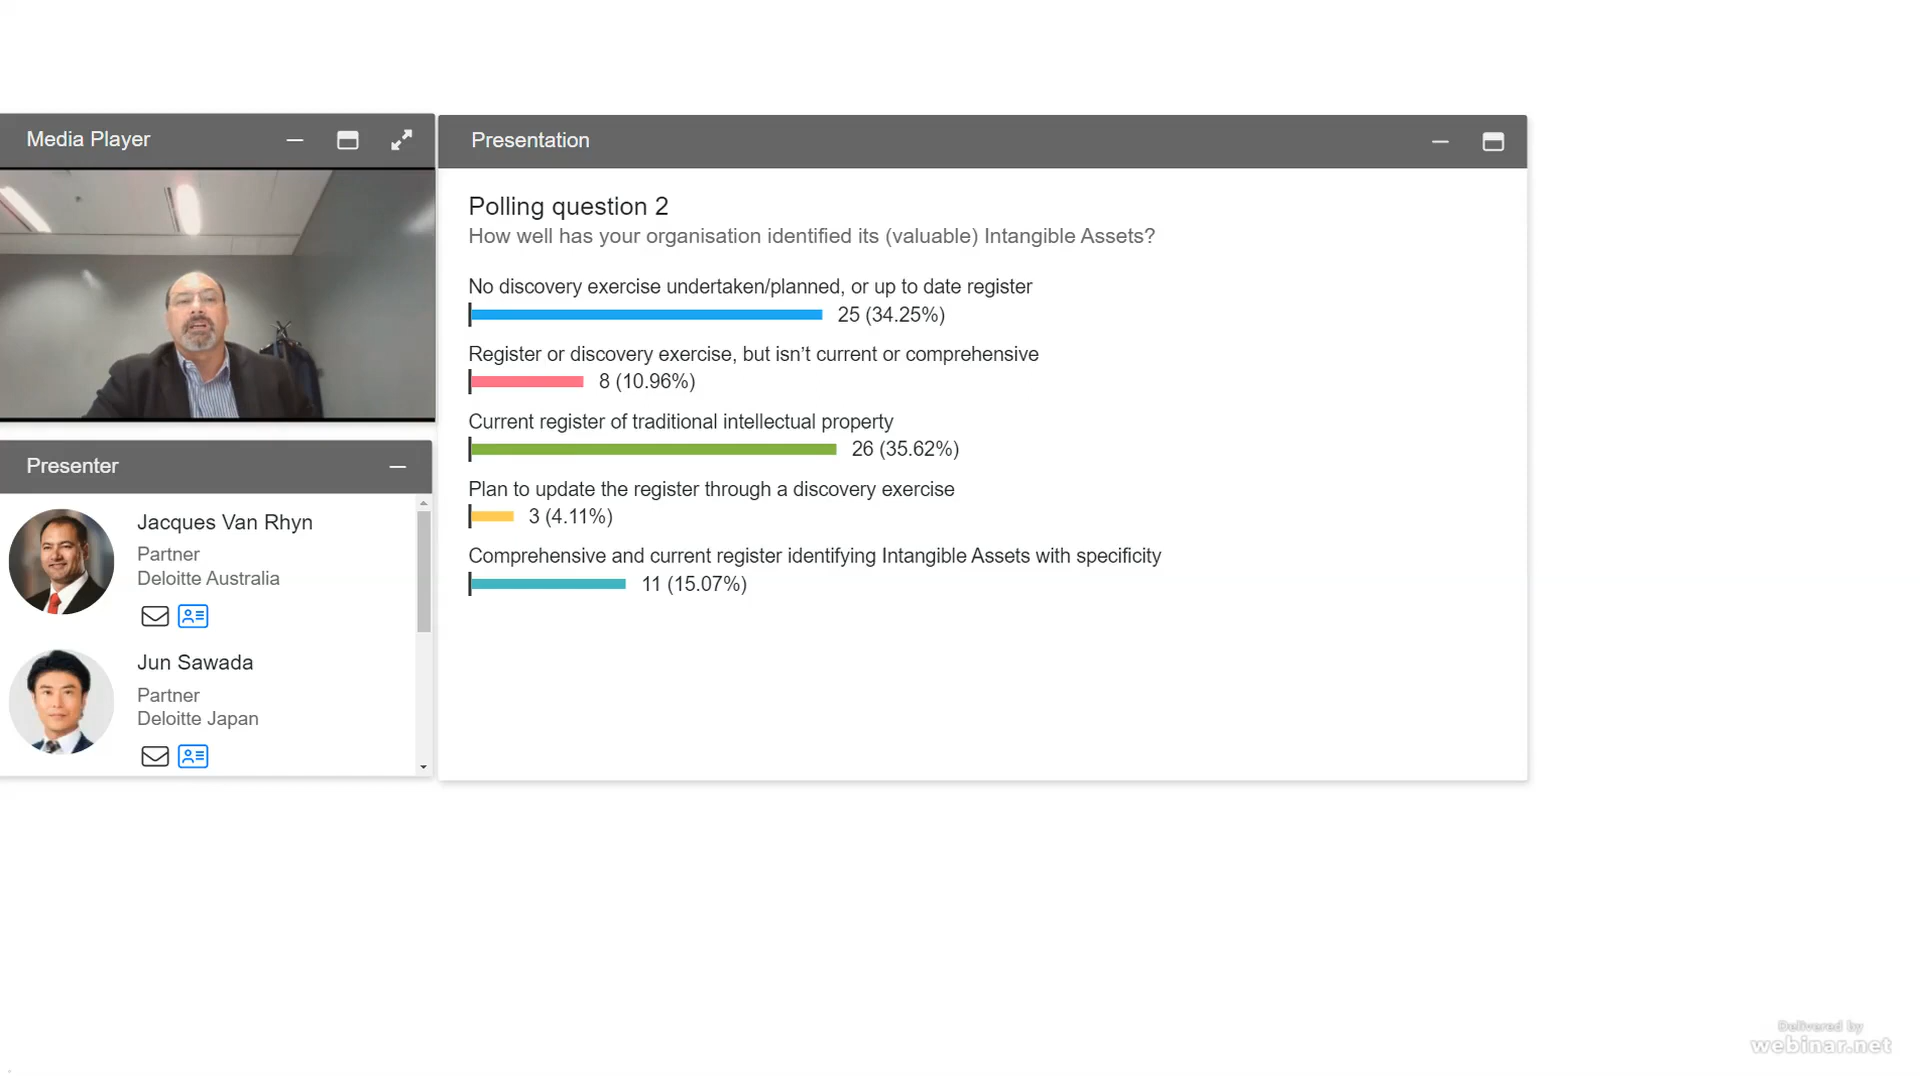 Media Player
Presentation
Polling question 2
How well has your organisation identified its (valuable) Intangible Assets?
No discovery exercise undertaken/planned, or up to date register
25 (34.25%)
Register or discovery exercise, but isn’t current or comprehensive
8 (10.96%)
Current register of traditional intellectual property
26 (35.62%)
Plan to update the register through a discovery exercise
3 (4.11%)
Comprehensive and current register identifying Intangible Assets with specificity
11 (15.07%)
Presenter
Jacques Van Rhyn
Partner
Deloitte Australia
Jun Sawada
Partner
Deloitte Japan
Delivered by
webinar.net